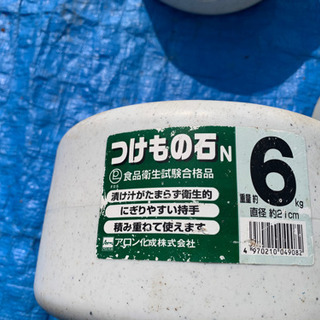 つけもの石N
食品衛生試験合格品
漬け汁がたまらず衛生的
にぎりやすい持手
積み重ねて使えます
アロン化成株式会社
重量約6kg
直径 約21cm
4970210049082